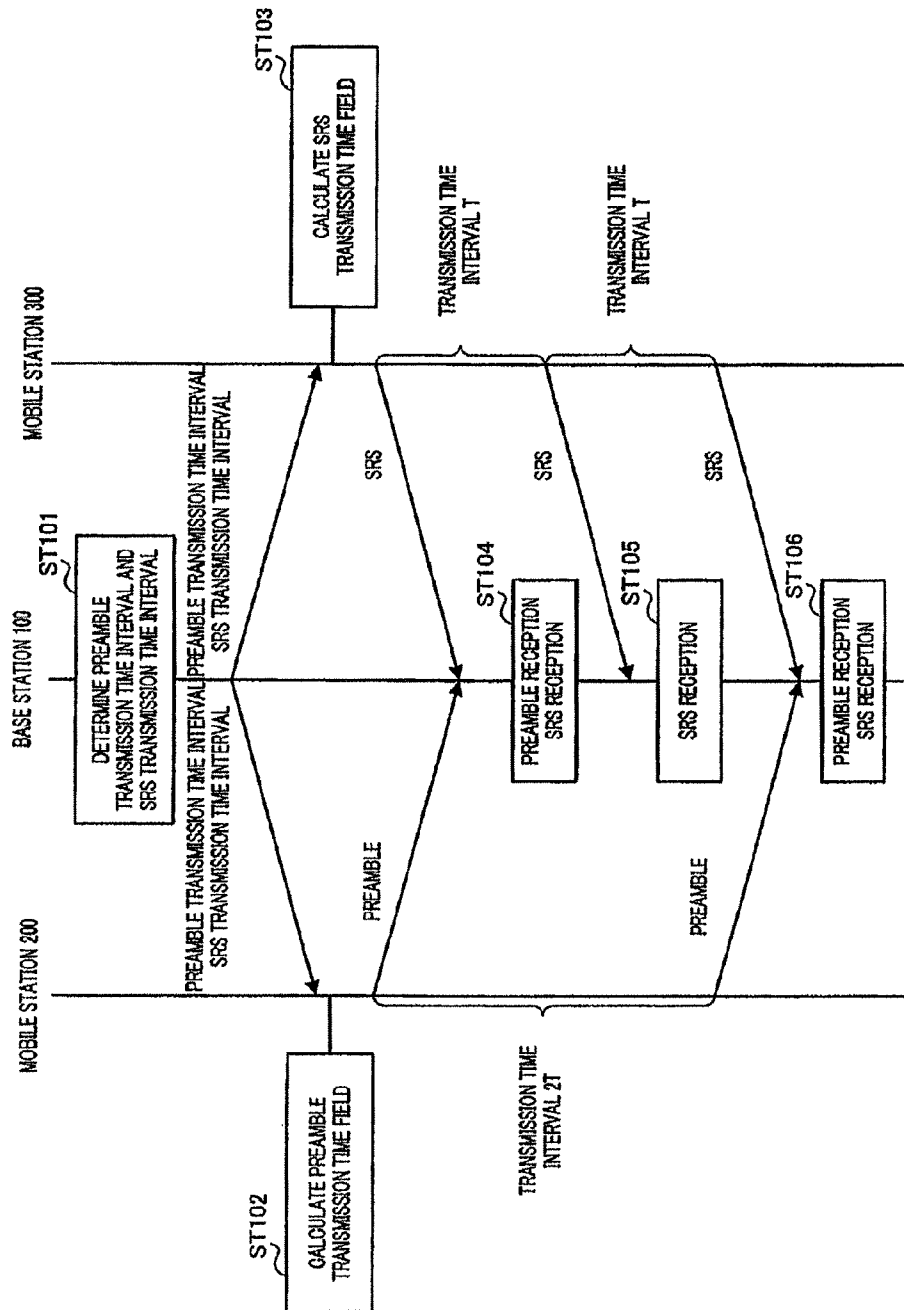 MOBILE STATION 200
BASE STATION 100
MOBILE STATION 300
ST101
DETERMINE PREAMBLE
TRANSMISSION TIME INTERVAL AND
SRS TRANSMISSION TIME INTERVAL
PREAMBLE TRANSMISSION TIME INTERVAL
SRS TRANSMISSION TIME INTERVAL
PREAMBLE TRANSMISSION TIME INTERVAL
SRS TRANSMISSION TIME INTERVAL
ST102
CALCULATE PREAMBLE
TRANSMISSION TIME FIELD
ST103
CALCULATE SRS
TRANSMISSION TIME FIELD
PREAMBLE
SRS
TRANSMISSION TIME
INTERVAL T
ST104
PREAMBLE RECEPTION
SRS RECEPTION
TRANSMISSION TIME
INTERVAL 2T
SRS
TRANSMISSION TIME
INTERVAL T
ST105
SRS RECEPTION
PREAMBLE
SRS
ST106
PREAMBLE RECEPTION
SRS RECEPTION